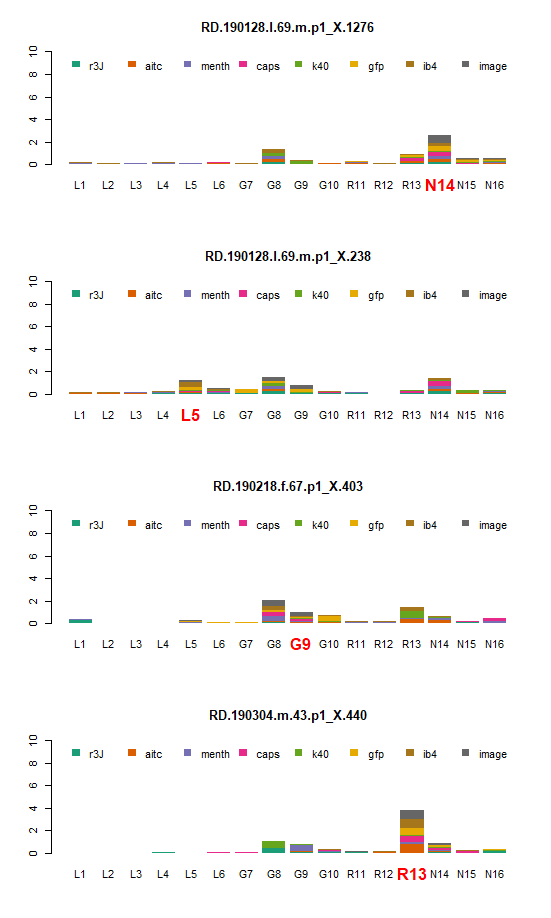 RD.190128.l.69.m.p1_X.1276
10
r3J aitc menth caps k40 gfp ib4 image
8
6
4
2
0
L1 L2 L3 L4 L5 L6 G7 G8 G9 G10 R11 R12 R13 N14 N15 N16
RD.190128.l.69.m.p1_X.238
10
r3J aitc menth caps k40 gfp ib4 image
8
6
4
2
0
L1 L2 L3 L4 L5 L6 G7 G8 G9 G10 R11 R12 R13 N14 N15 N16
RD.190218.f.67.p1_X.403
10
r3J aitc menth caps k40 gfp ib4 image
8
6
4
2
0
L1 L2 L3 L4 L5 L6 G7 G8 G9 G10 R11 R12 R13 N14 N15 N16
RD.190304.m.43.p1_X.440
10
r3J aitc menth caps k40 gfp ib4 image
8
6
4
2
0
L1 L2 L3 L4 L5 L6 G7 G8 G9 G10 R11 R12 R13 N14 N15 N16